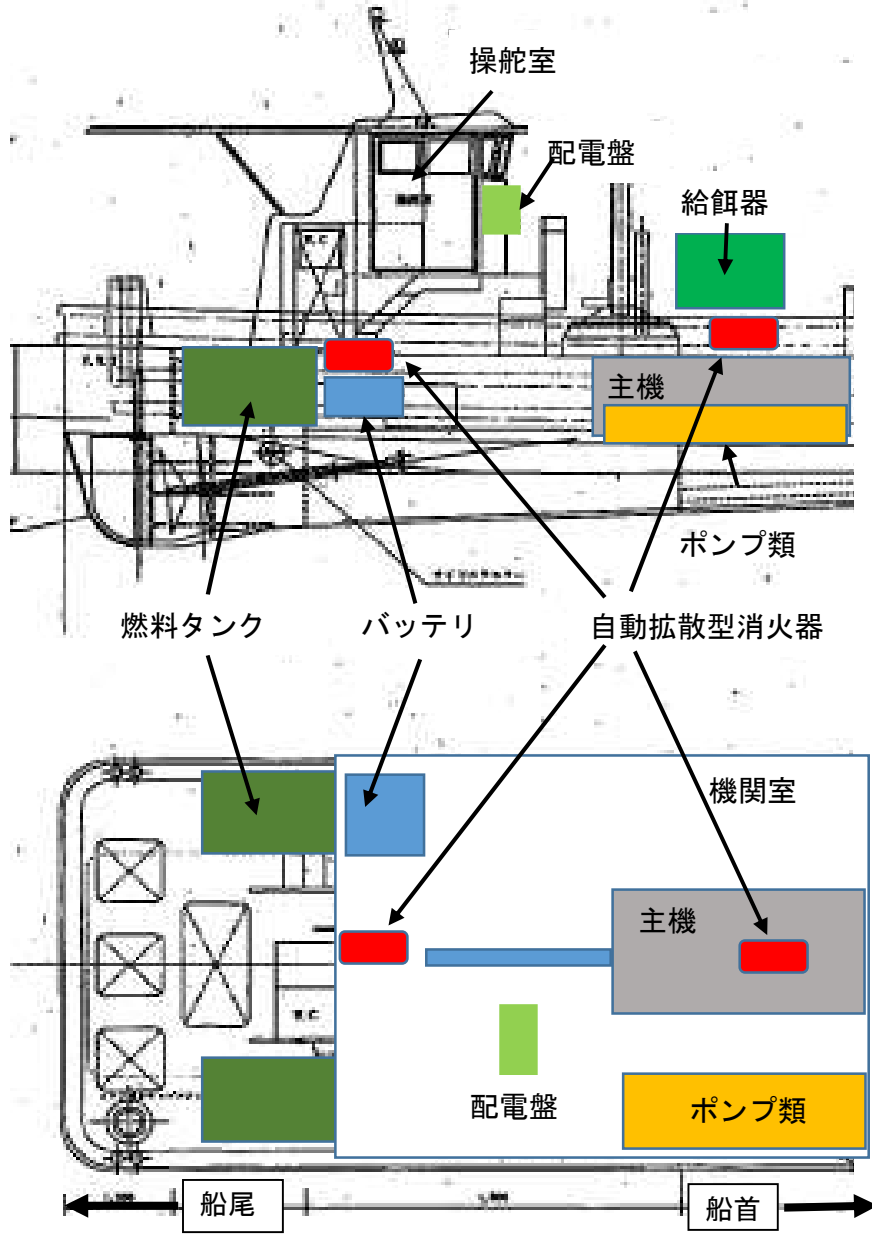 操舵室
配電盤
給餌器
主機
ポンプ類
燃料タンク
バッテリ
自動拡散型消火器
機関室
主機
配電盤
ポンプ類
船尾
船首